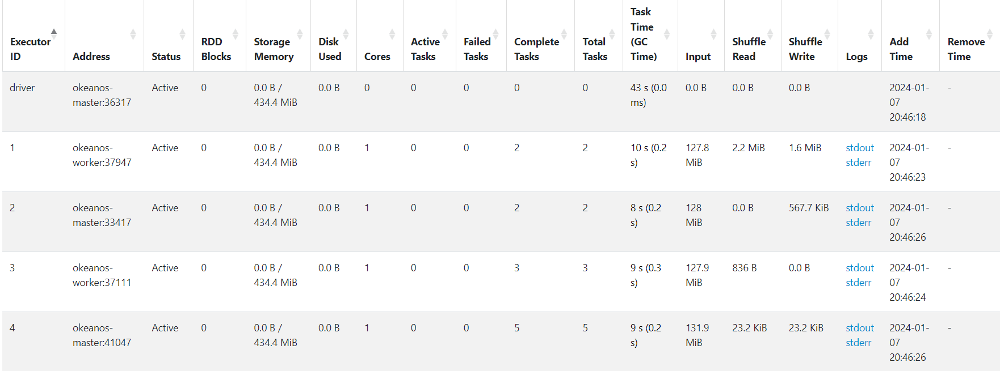 Executor ID Address Status RDD Blocks Storage Memory Disk Used Cores Active Tasks Failed Tasks Complete Tasks Total Tasks Task Time (GC Time) Input Shuffle Read Shuffle Write Logs Add Time Remove Time
driver okeanos-master:36317 Active 0 0.0 B / 434.4 MiB 0.0 B 0 0 0 0 0 43 s (0.0 ms) 0.0 B 0.0 B 0.0 B 2024-01-07 20:46:18 -
1 okeanos-worker:37947 Active 0 0.0 B / 434.4 MiB 0.0 B 1 0 0 2 2 10 s (0.2 s) 127.8 MiB 2.2 MiB 1.6 MiB stdout stderr 2024-01-07 20:46:23 -
2 okeanos-master:33417 Active 0 0.0 B / 434.4 MiB 0.0 B 1 0 0 2 2 8 s (0.2 s) 128 MiB 0.0 B 567.7 KiB stdout stderr 2024-01-07 20:46:26 -
3 okeanos-worker:37111 Active 0 0.0 B / 434.4 MiB 0.0 B 1 0 0 3 3 9 s (0.3 s) 127.9 MiB 836 B 0.0 B stdout stderr 2024-01-07 20:46:24 -
4 okeanos-master:41047 Active 0 0.0 B / 434.4 MiB 0.0 B 1 0 0 5 5 9 s (0.2 s) 131.9 MiB 23.2 KiB 23.2 KiB stdout stderr 2024-01-07 20:46:26